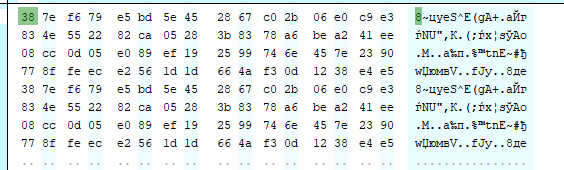 38 7e f6 79 e5 bd 5e 45 28 67 c0 2b 06 e0 c9 e3 8~цуеЅ^E(gА+.аЙг
83 4e 55 22 82 ca 05 28 3b 83 78 a6 be a2 41 ee ѓNU"‚К.(;ѓx¦ѕўAо
08 cc 0d 05 e0 89 ef 19 25 99 74 6e 45 7e 23 90 .М..а‰п.%™tnE~#ђ
77 8f fe ec e2 56 1d 1d 66 4a f3 0d 12 38 e4 e5 wЏюмвV..fJу..8де
38 7e f6 79 e5 bd 5e 45 28 67 c0 2b 06 e0 c9 e3 8~цуеЅ^E(gА+.аЙг
83 4e 55 22 82 ca 05 28 3b 83 78 a6 be a2 41 ee ѓNU"‚К.(;ѓx¦ѕўAо
08 cc 0d 05 e0 89 ef 19 25 99 74 6e 45 7e 23 90 .М..а‰п.%™tnE~#ђ
77 8f fe ec e2 56 1d 1d 66 4a f3 0d 12 38 e4 e5 wЏюмвV..fJу..8де
.. .. .. .. .. .. .. .. .. .. .. .. .. .. .. .. ................